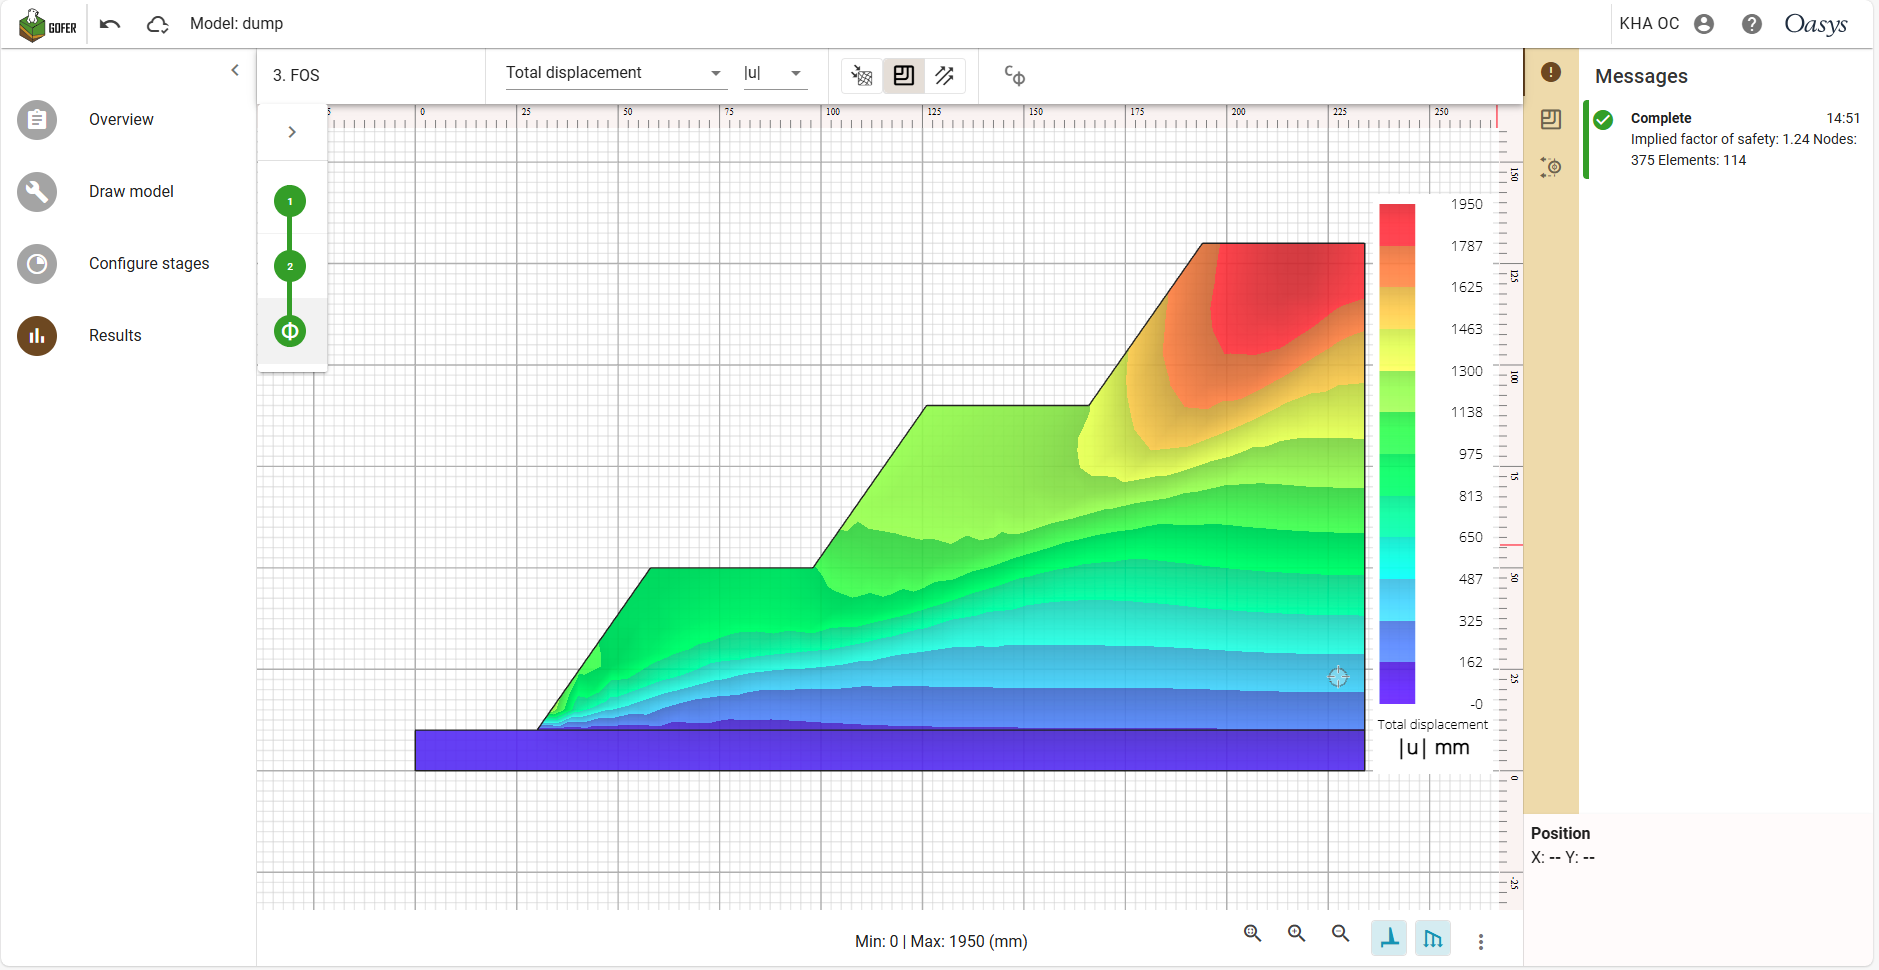 GOFER
Model: dump
KHA OC
Oasys
3. FOS
Total displacement
|u|
Cφ
Messages
Overview
Draw model
Configure stages
Results
1
2
Φ
0 25 50 75 100 125 150 175 200 225 250
Complete 14:51
Implied factor of safety: 1.24 Nodes:
375 Elements: 114
150
125
100
50
25
0
-25
1950
1787
1625
1463
1300
1138
975
813
650
487
325
162
-0
Total displacement
|u| mm
Position
X: -- Y: --
Min: 0 | Max: 1950 (mm)